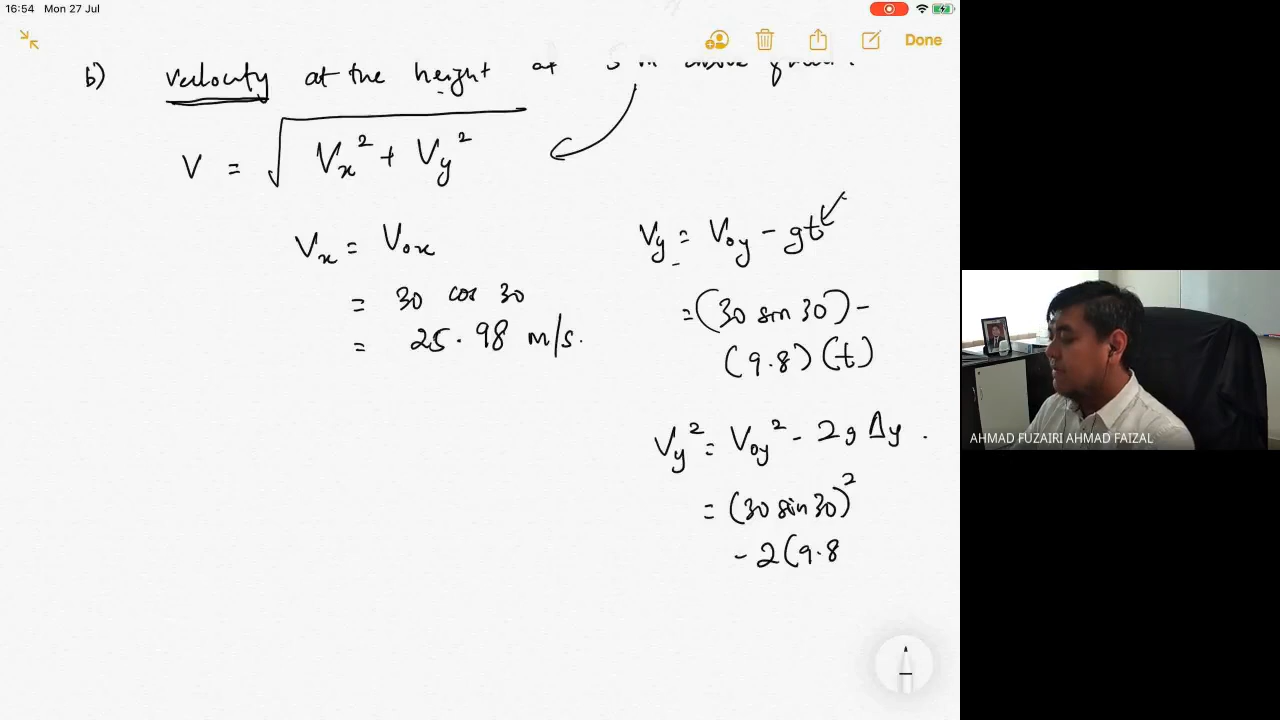 16:54 Mon 27 Jul
Done
b) velocity at the height at 5 m above
V = √ Vx² + Vy²
Vx = Vox
= 30 cos 30
= 25.98 m/s.
Vy = Voy - gt
= (30 sin 30) -
(9.8)(t)
Vy² = Voy² - 2g Δy.
= (30 sin 30)²
- 2(9.8
AHMAD FUZAIRI AHMAD FAIZAL